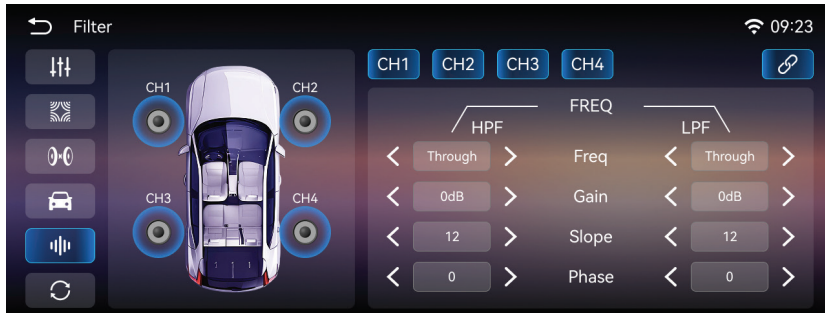 Filter
09:23
CH1 CH2 CH3 CH4
CH1 CH2
CH3 CH4
FREQ
HPF LPF
Through Freq Through
0dB Gain 0dB
12 Slope 12
0 Phase 0